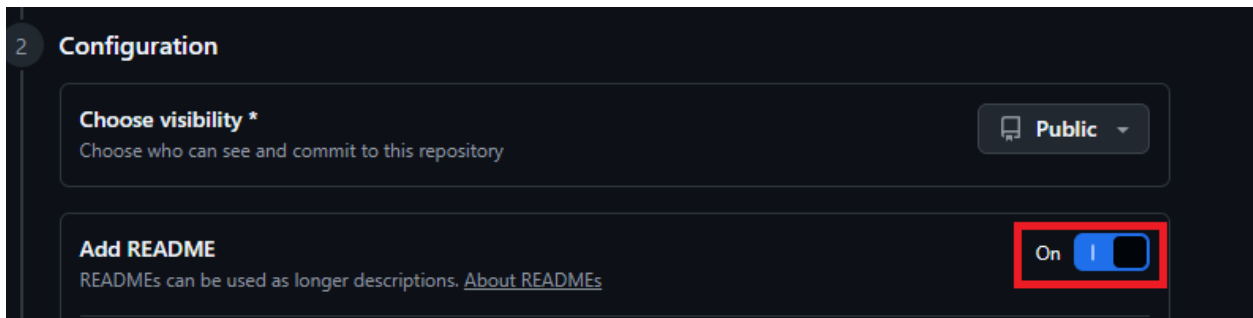 2
Configuration
Choose visibility *
Choose who can see and commit to this repository
Public
Add README
READMEs can be used as longer descriptions. About READMEs
On